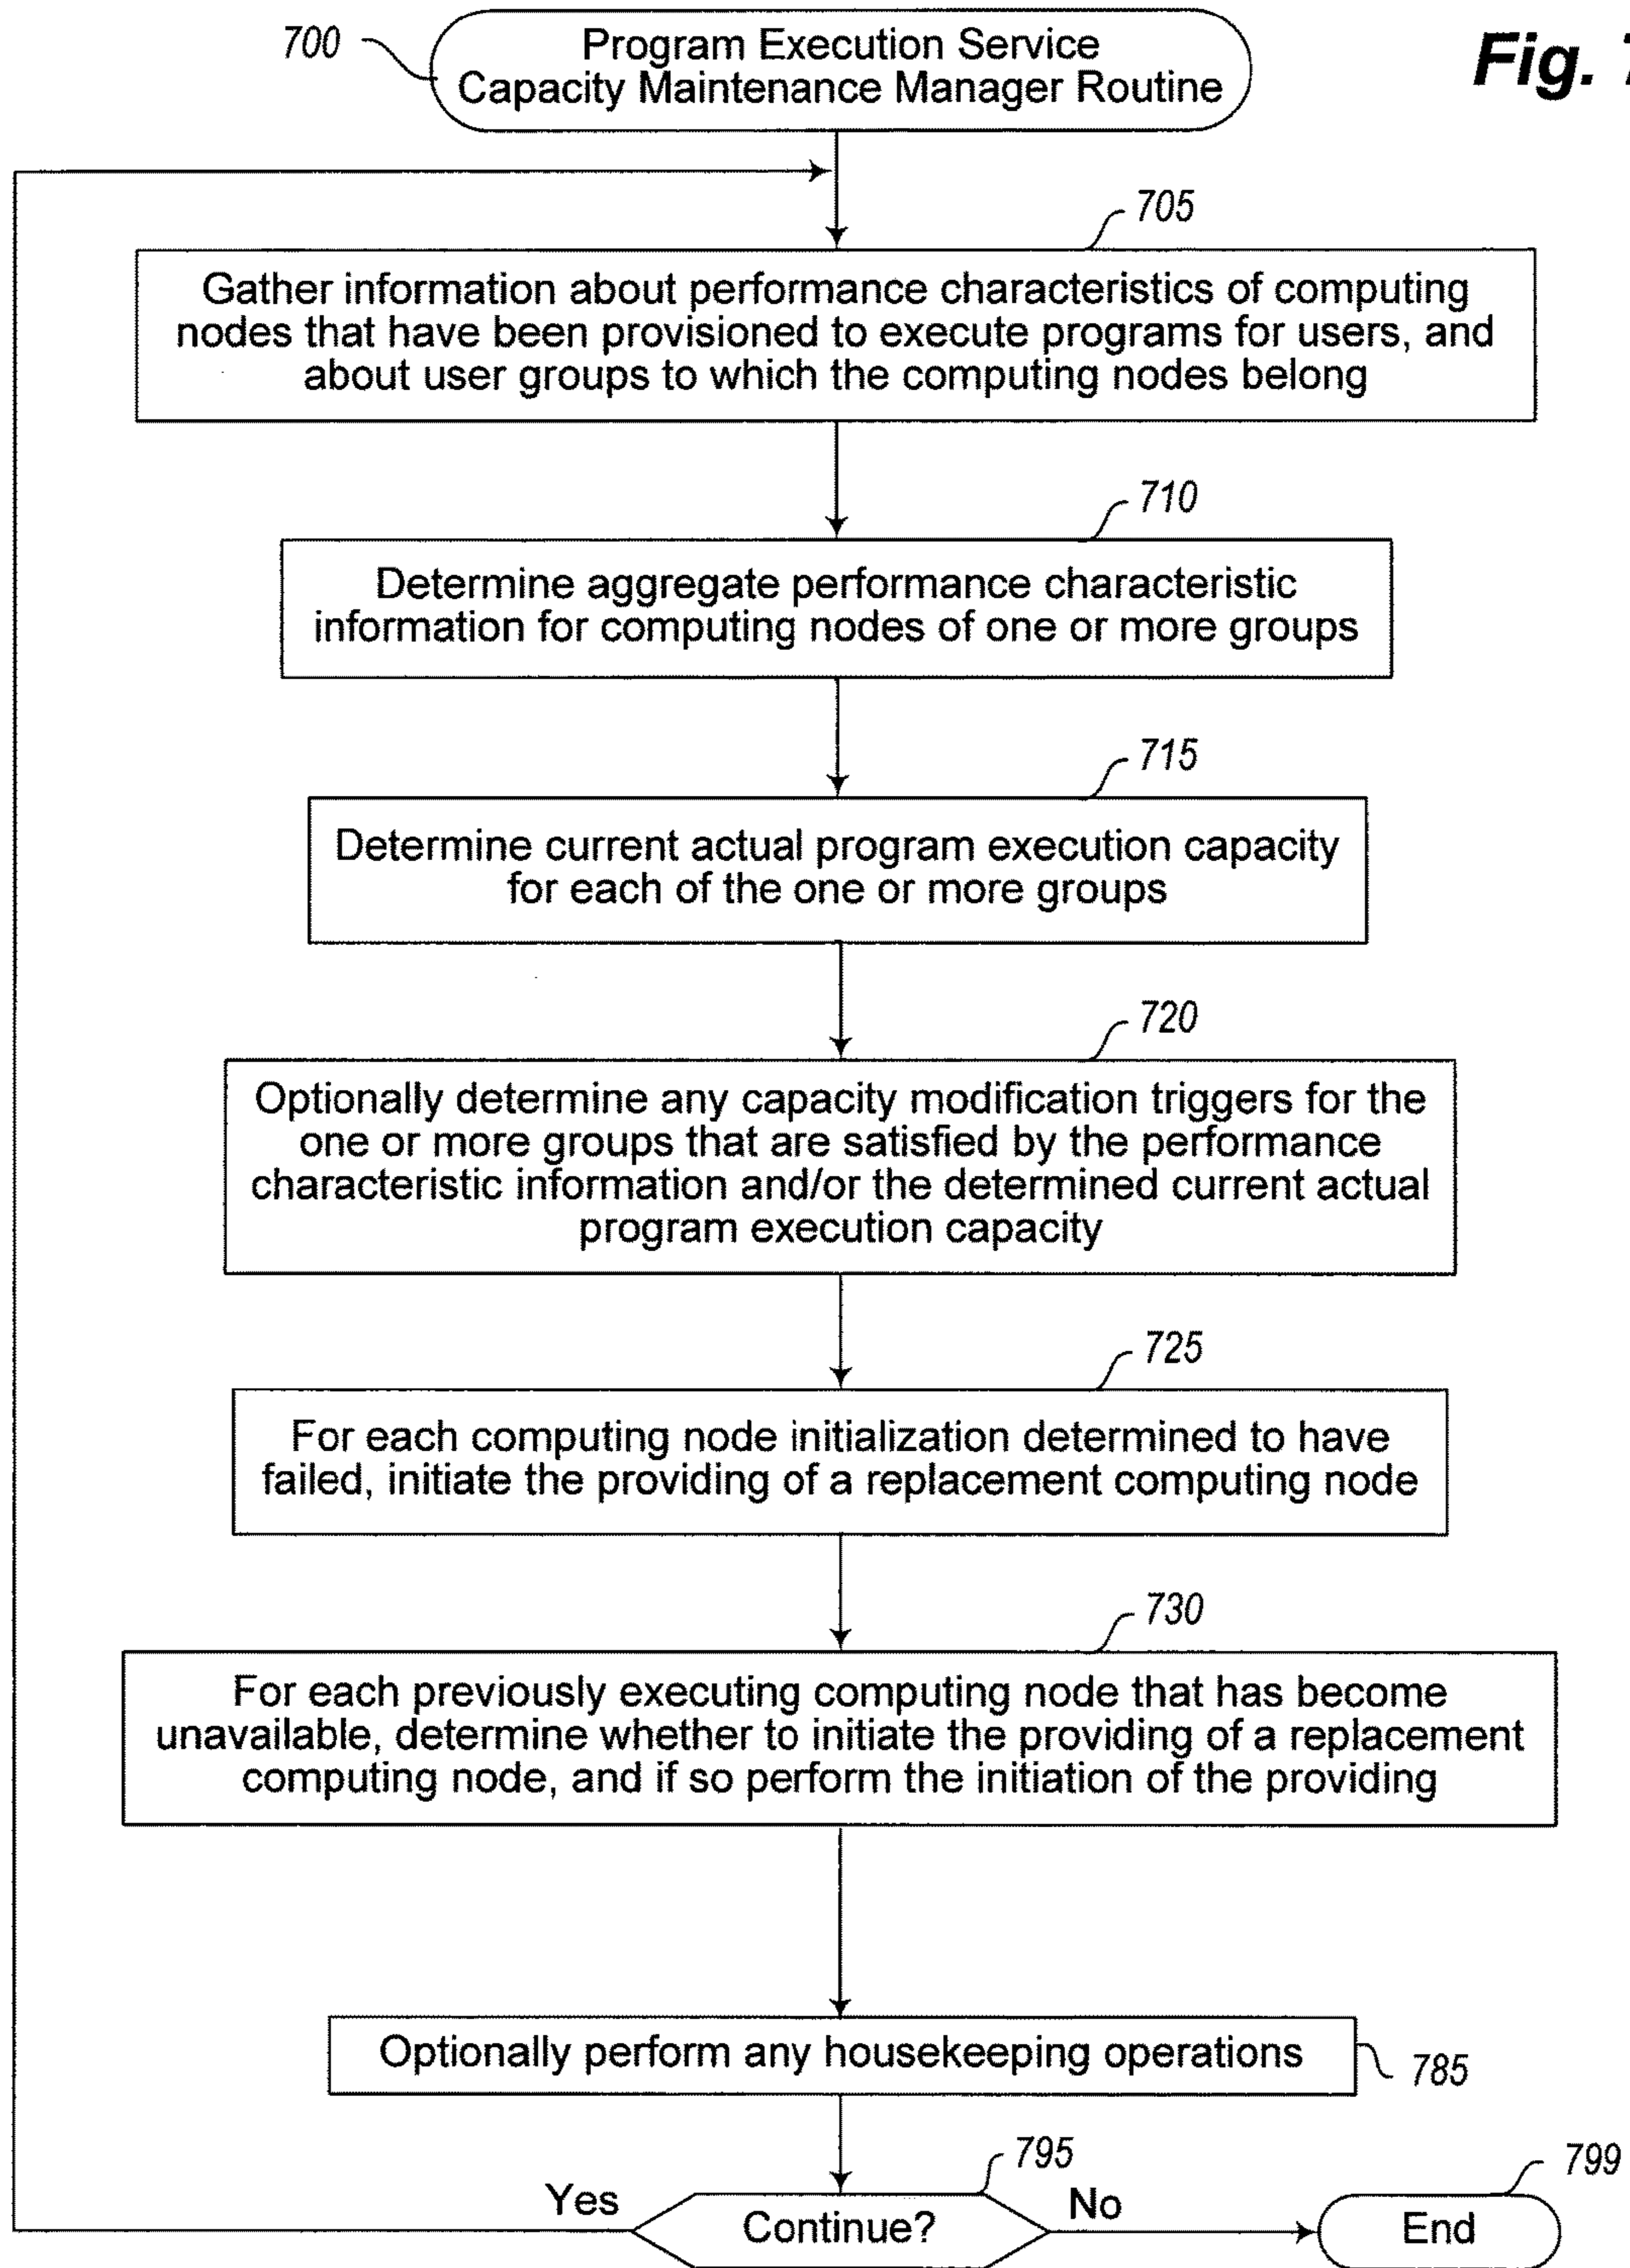 700
Program Execution Service
Capacity Maintenance Manager Routine
Fig. 7
705
Gather information about performance characteristics of computing
nodes that have been provisioned to execute programs for users, and
about user groups to which the computing nodes belong
710
Determine aggregate performance characteristic
information for computing nodes of one or more groups
715
Determine current actual program execution capacity
for each of the one or more groups
720
Optionally determine any capacity modification triggers for the
one or more groups that are satisfied by the performance
characteristic information and/or the determined current actual
program execution capacity
725
For each computing node initialization determined to have
failed, initiate the providing of a replacement computing node
730
For each previously executing computing node that has become
unavailable, determine whether to initiate the providing of a replacement
computing node, and if so perform the initiation of the providing
Optionally perform any housekeeping operations
785
795
799
Yes
Continue?
No
End